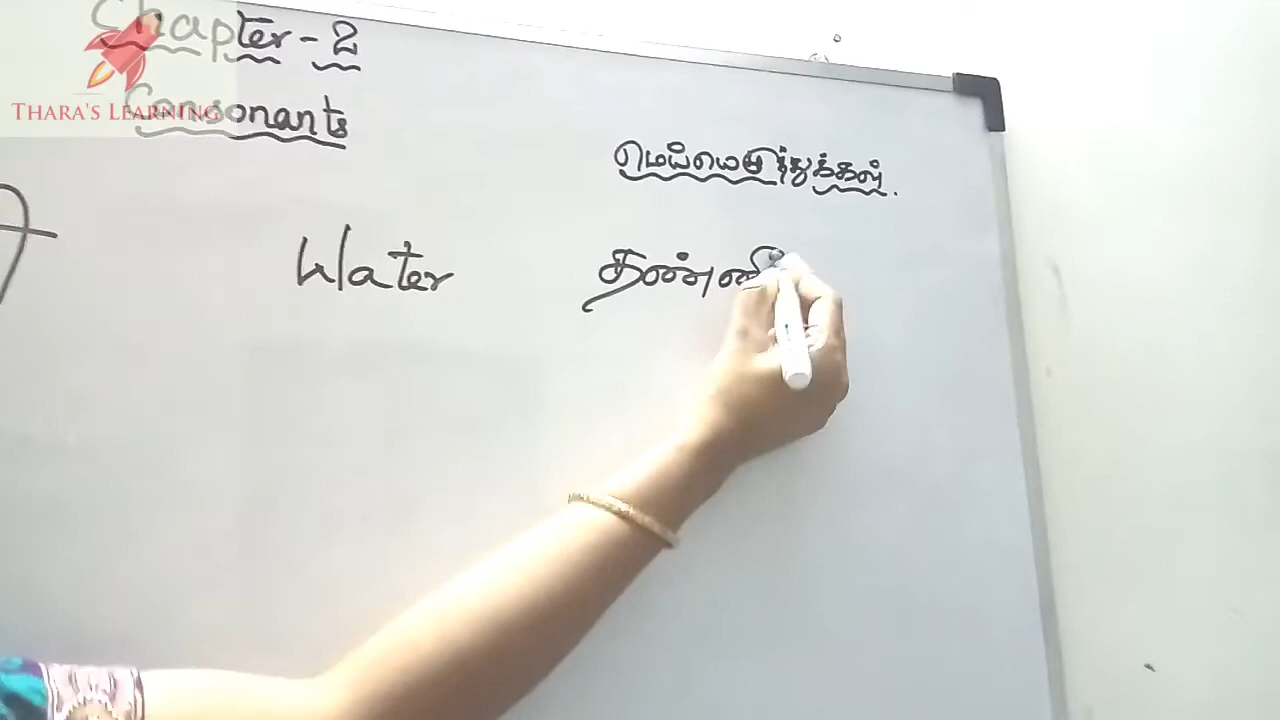 Chapter-2
THARA'S LEARNING
Consonants
மெய்யெழுத்துக்கள்.
Water தண்ணீ